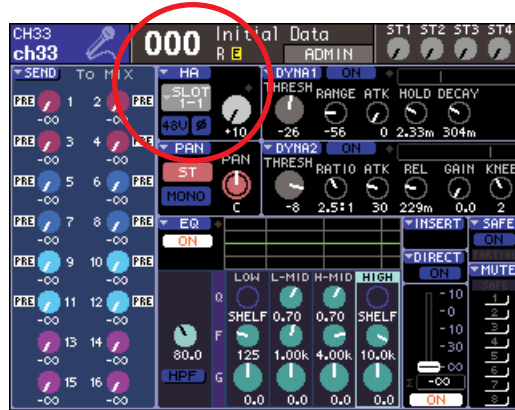 CH33
ch33
000
Initial Data
R E
ADMIN
ST1 ST2 ST3 ST4
SEND To MIX
PRE 1 2 PRE
-∞ -∞
PRE 3 4 PRE
-∞ -∞
PRE 5 6 PRE
-∞ -∞
PRE 7 8 PRE
-∞ -∞
PRE 9 10 PRE
-∞ -∞
PRE 11 12 PRE
-∞ -∞
13 14
-∞ -∞
15 16
-∞ -∞
HA
SLOT
1-1
48V Ø
+10
PAN
ST
MONO
PAN
C
DYNA1 ON
THRESH RANGE ATK HOLD DECAY
-26 -56 0 2.33m 304m
DYNA2 ON
THRESH RATIO ATK REL GAIN KNEE
-8 2.5:1 30 229m 0.0 2
EQ
ON
LOW L-MID H-MID HIGH
Q
SHELF 0.70 0.70 SHELF
F
80.0 125 1.00k 4.00k 10.0k
HPF
G
0.0 0.0 0.0 0.0
INSERT
DIRECT
ON
-10
-0
-10
-30
-∞
Σ -∞
ON
SAFE
ON
PARTIAL
MUTE
SAFE
1
2
3
4
5
6
7
8